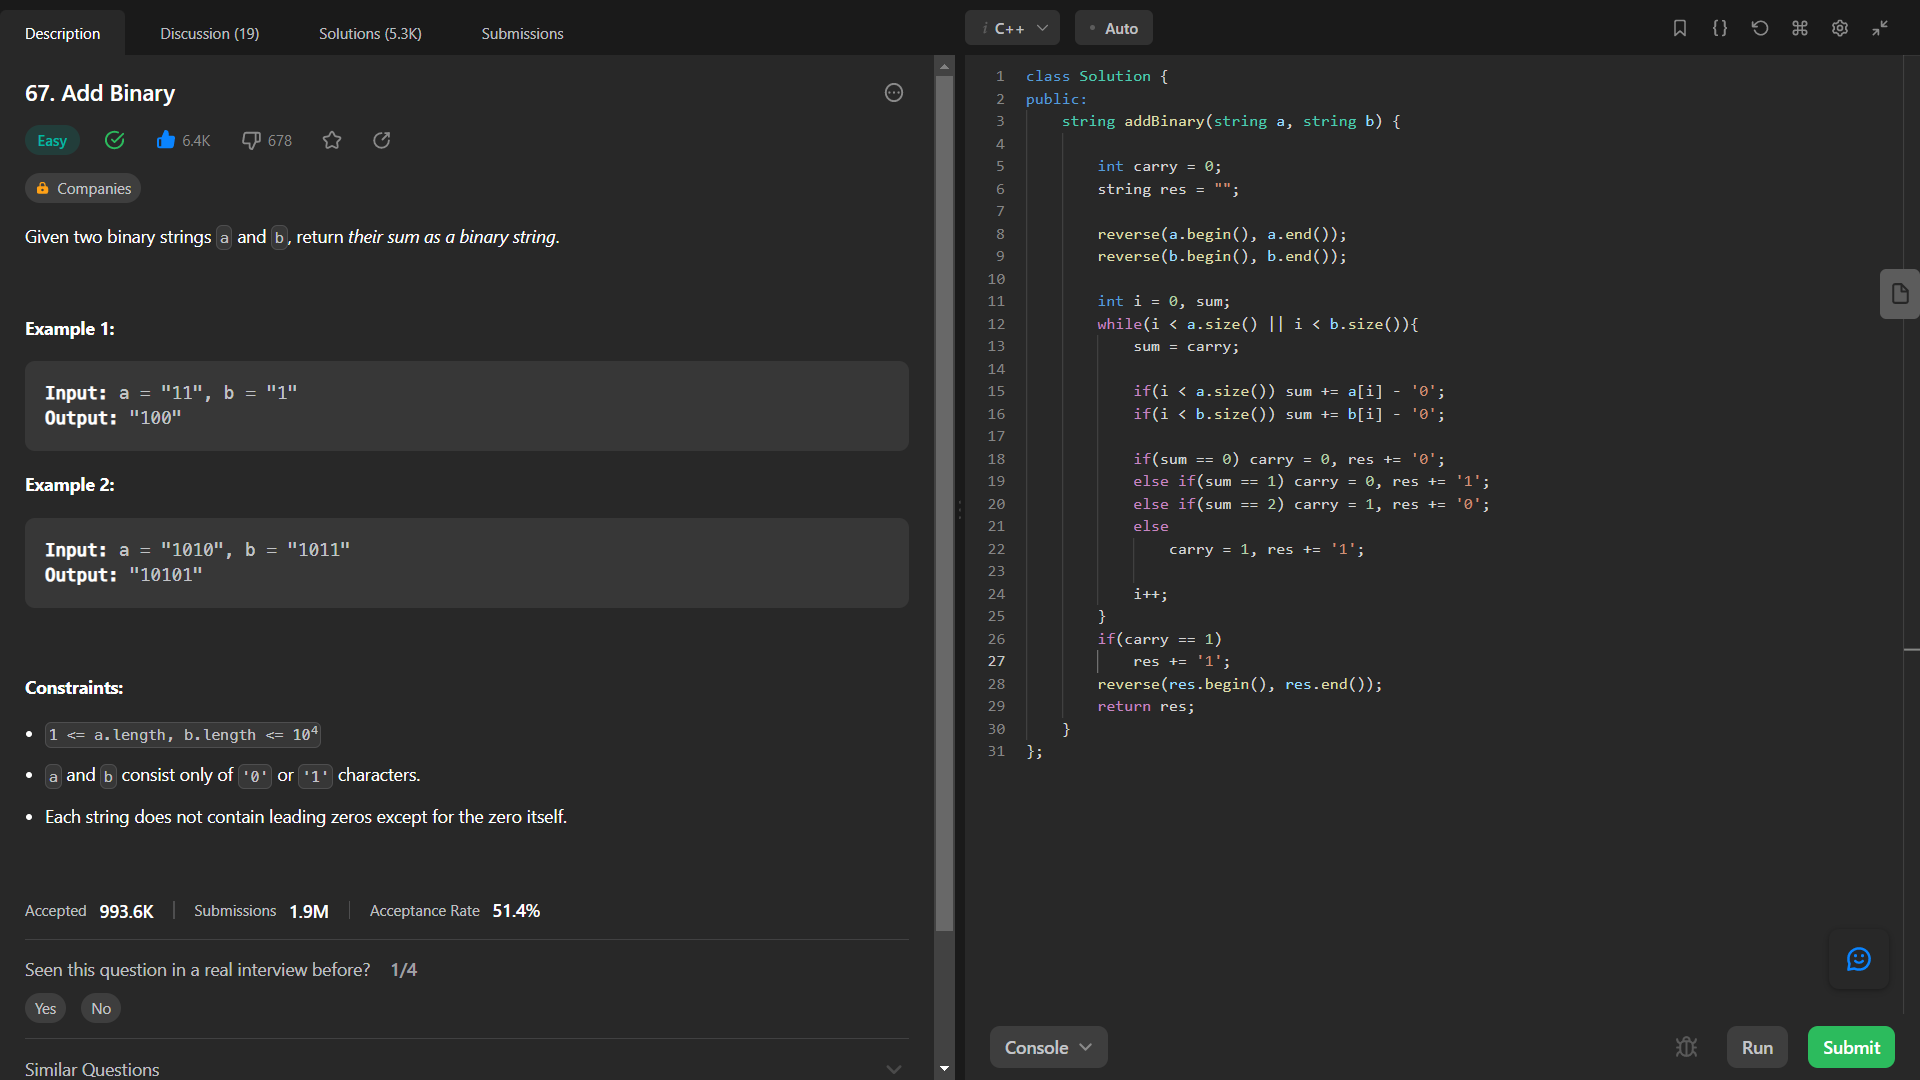 Description
Discussion (19)
Solutions (5.3K)
Submissions
67. Add Binary
Easy
6.4K
678
Companies
Given two binary strings a and b, return their sum as a binary string.
Example 1:
Input: a = "11", b = "1"
Output: "100"
Example 2:
Input: a = "1010", b = "1011"
Output: "10101"
Constraints:
• 1 <= a.length, b.length <= 10⁴
• a and b consist only of '0' or '1' characters.
• Each string does not contain leading zeros except for the zero itself.
Accepted 993.6K
Submissions 1.9M
Acceptance Rate 51.4%
Seen this question in a real interview before? 1/4
Yes
No
Similar Questions
i C++
• Auto
1 class Solution {
2 public:
3     string addBinary(string a, string b) {
4
5         int carry = 0;
6         string res = "";
7
8         reverse(a.begin(), a.end());
9         reverse(b.begin(), b.end());
10
11         int i = 0, sum;
12         while(i < a.size() || i < b.size()){
13             sum = carry;
14
15             if(i < a.size()) sum += a[i] - '0';
16             if(i < b.size()) sum += b[i] - '0';
17
18             if(sum == 0) carry = 0, res += '0';
19             else if(sum == 1) carry = 0, res += '1';
20             else if(sum == 2) carry = 1, res += '0';
21             else
22                 carry = 1, res += '1';
23
24             i++;
25         }
26         if(carry == 1)
27             res += '1';
28         reverse(res.begin(), res.end());
29         return res;
30     }
31 };
Console
Run
Submit